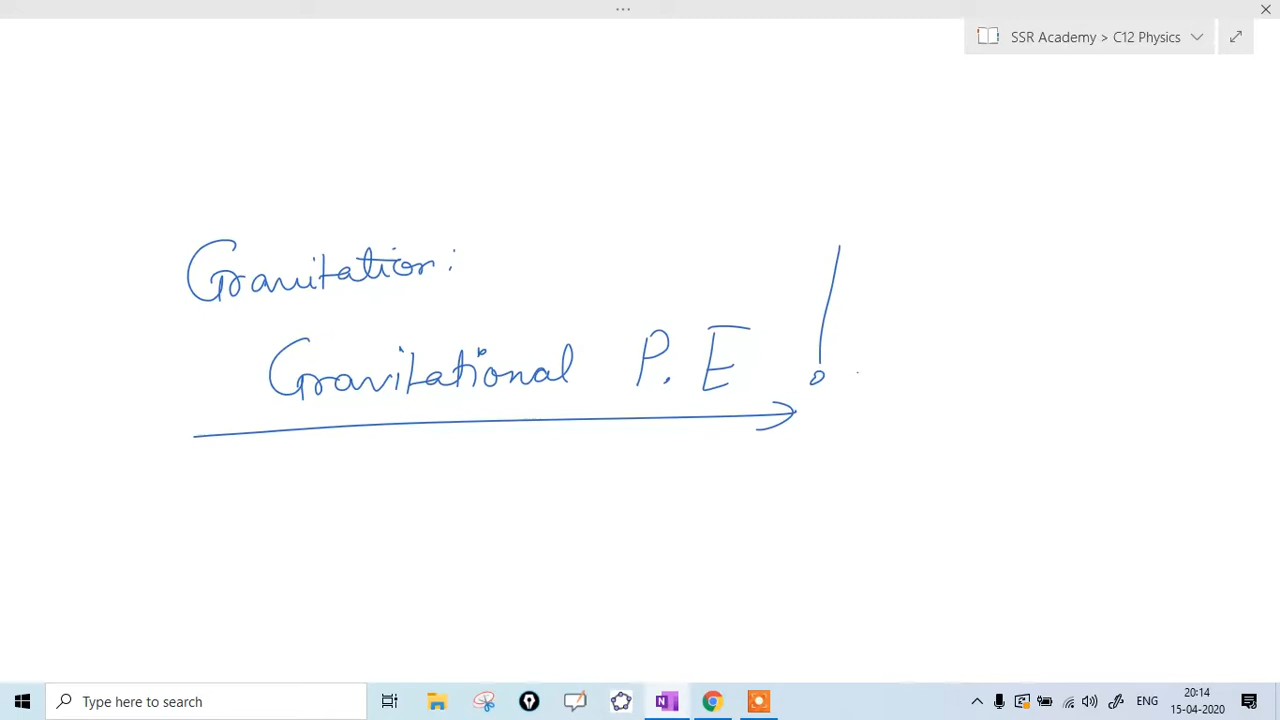 SSR Academy > C12 Physics
Gravitation:
Gravitational P.E !
Type here to search
ENG
20:14
15-04-2020